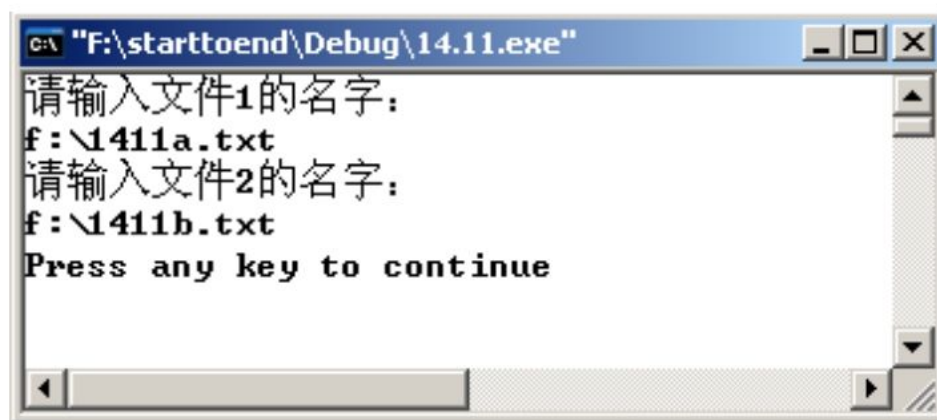 "F:\starttoend\Debug\14.11.exe"
请输入文件1的名字：
f:\1411a.txt
请输入文件2的名字：
f:\1411b.txt
Press any key to continue